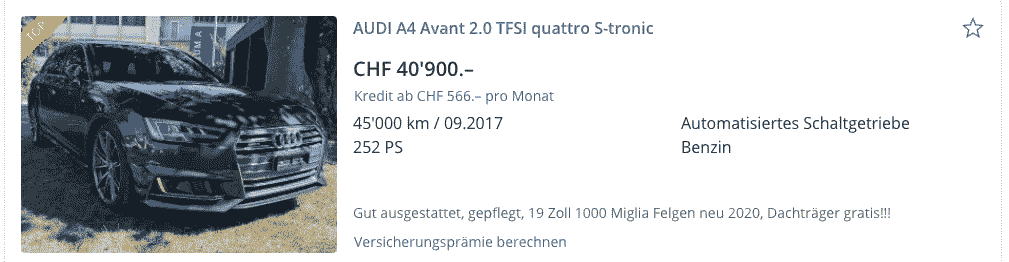 TOP
AUDI A4 Avant 2.0 TFSI quattro S-tronic
CHF 40'900.–
Kredit ab CHF 566.– pro Monat
45'000 km / 09.2017
Automatisiertes Schaltgetriebe
252 PS
Benzin
Gut ausgestattet, gepflegt, 19 Zoll 1000 Miglia Felgen neu 2020, Dachträger gratis!!!
Versicherungsprämie berechnen